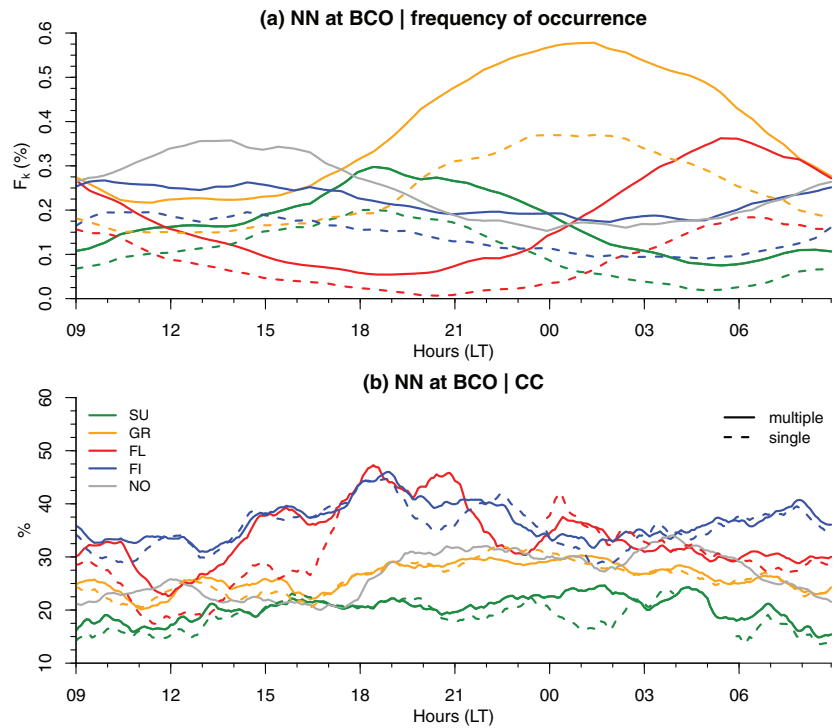 (a) NN at BCO | frequency of occurrence
0.6
0.5
0.4
0.3
0.2
0.1
0.0
F_k (%)
09 12 15 18 21 00 03 06
Hours (LT)
(b) NN at BCO | CC
60
50
40
30
20
10
%
SU
GR
FL
FI
NO
multiple
single
09 12 15 18 21 00 03 06
Hours (LT)